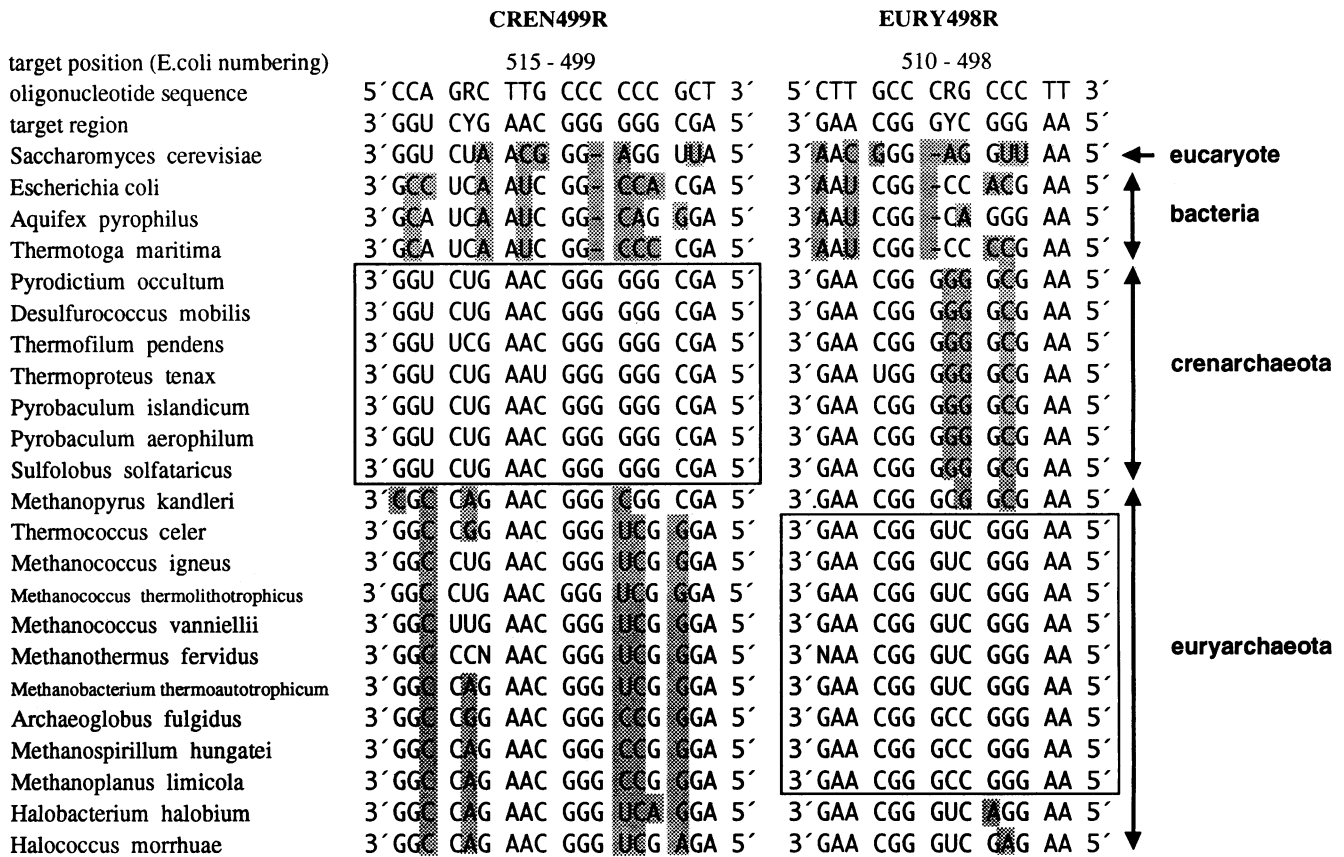 CREN499R EURY498R
target position (E.coli numbering) 515 - 499 510 - 498
oligonucleotide sequence 5´CCA GRC TTG CCC CCC GCT 3´ 5´CTT GCC CRG CCC TT 3´
target region 3´GGU CYG AAC GGG GGG CGA 5´ 3´GAA CGG GYC GGG AA 5´
Saccharomyces cerevisiae 3´GGU CUA ACG GG- AGG UUA 5´ 3´AAC GGG -AG GUU AA 5´ eucaryote
Escherichia coli 3´GCC UCA AUC GG- CCA CGA 5´ 3´AAU CGG -CC ACG AA 5´
Aquifex pyrophilus 3´GCA UCA AUC GG- CAG GGA 5´ 3´AAU CGG -CA GGG AA 5´ bacteria
Thermotoga maritima 3´GCA UCA AUC GG- CCC CGA 5´ 3´AAU CGG -CC CCG AA 5´
Pyrodictium occultum 3´GGU CUG AAC GGG GGG CGA 5´ 3´GAA CGG GGG GCG AA 5´
Desulfurococcus mobilis 3´GGU CUG AAC GGG GGG CGA 5´ 3´GAA CGG GGG GCG AA 5´
Thermofilum pendens 3´GGU UCG AAC GGG GGG CGA 5´ 3´GAA CGG GGG GCG AA 5´
Thermoproteus tenax 3´GGU CUG AAU GGG GGG CGA 5´ 3´GAA UGG GGG GCG AA 5´ crenarchaeota
Pyrobaculum islandicum 3´GGU CUG AAC GGG GGG CGA 5´ 3´GAA CGG GGG GCG AA 5´
Pyrobaculum aerophilum 3´GGU CUG AAC GGG GGG CGA 5´ 3´GAA CGG GGG GCG AA 5´
Sulfolobus solfataricus 3´GGU CUG AAC GGG GGG CGA 5´ 3´GAA CGG GGG GCG AA 5´
Methanopyrus kandleri 3´CGC CAG AAC GGG CGG CGA 5´ 3´.GAA CGG GCG GCG AA 5´
Thermococcus celer 3´GGC CGG AAC GGG UCG GGA 5´ 3´GAA CGG GUC GGG AA 5´
Methanococcus igneus 3´GGC CUG AAC GGG UCG GGA 5´ 3´GAA CGG GUC GGG AA 5´
Methanococcus thermolithotrophicus 3´GGC CUG AAC GGG UCG GGA 5´ 3´GAA CGG GUC GGG AA 5´
Methanococcus vanniellii 3´GGC UUG AAC GGG UCG GGA 5´ 3´GAA CGG GUC GGG AA 5´ euryarchaeota
Methanothermus fervidus 3´GGC CCN AAC GGG UCG GGA 5´ 3´NAA CGG GUC GGG AA 5´
Methanobacterium thermoautotrophicum 3´GGC CAG AAC GGG UCG GGA 5´ 3´GAA CGG GUC GGG AA 5´
Archaeoglobus fulgidus 3´GGC CGG AAC GGG CCG GGA 5´ 3´GAA CGG GCC GGG AA 5´
Methanospirillum hungatei 3´GGC CAG AAC GGG CCG GGA 5´ 3´GAA CGG GCC GGG AA 5´
Methanoplanus limicola 3´GGC CAG AAC GGG CCG GGA 5´ 3´GAA CGG GCC GGG AA 5´
Halobacterium halobium 3´GGC CAG AAC GGG UCA GGA 5´ 3´GAA CGG GUC AGG AA 5´
Halococcus morrhuae 3´GGC CAG AAC GGG UCG AGA 5´ 3´GAA CGG GUC GAG AA 5´